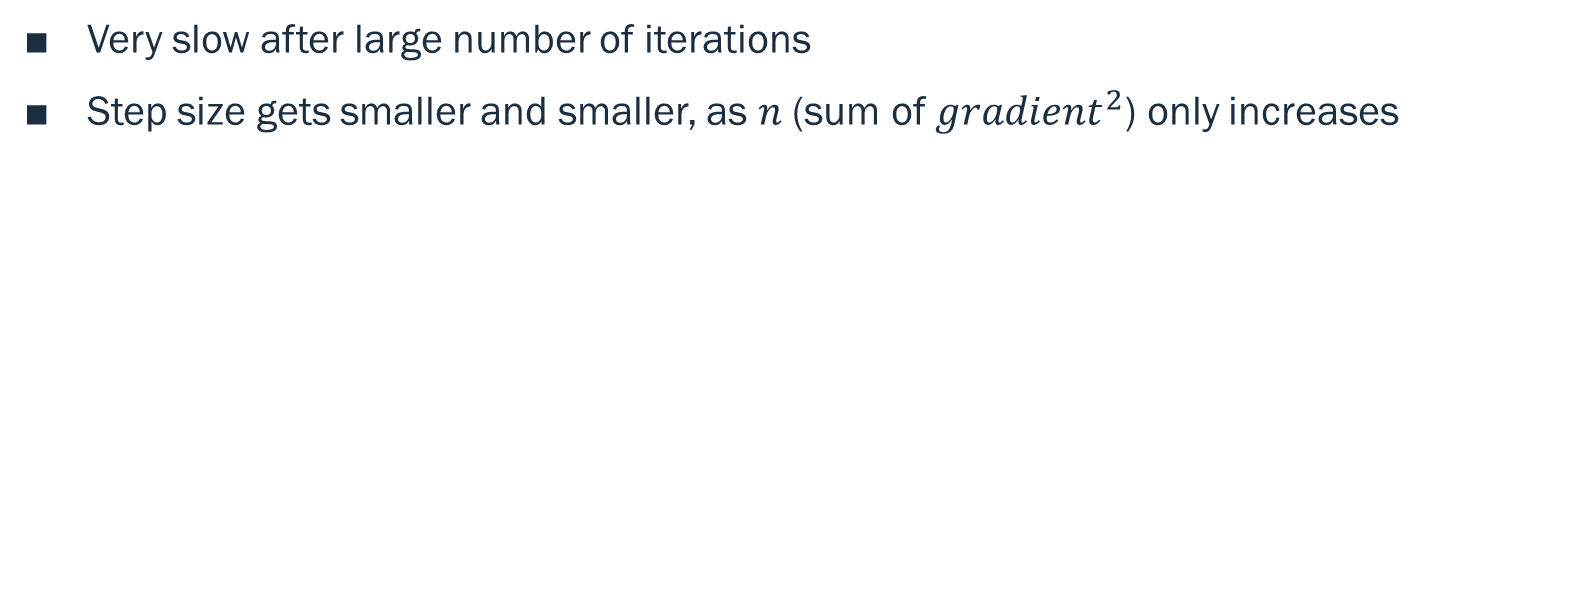 ▪ Very slow after large number of iterations
▪ Step size gets smaller and smaller, as 𝑛 (sum of 𝑔𝑟𝑎𝑑𝑖𝑒𝑛𝑡²) only increases